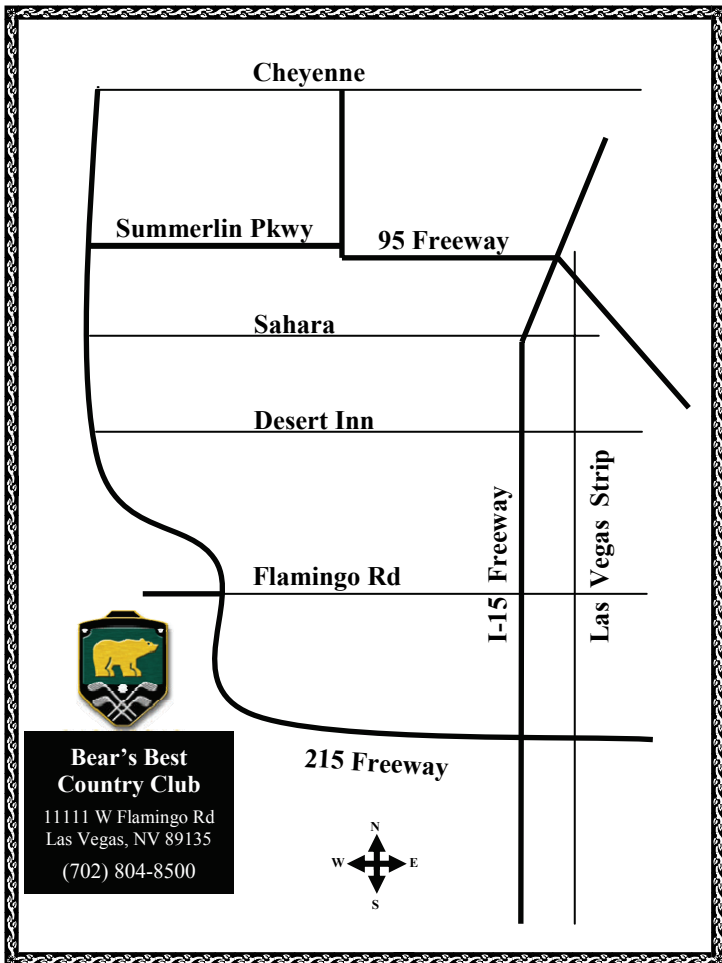 Cheyenne
Summerlin Pkwy
95 Freeway
Sahara
Desert Inn
I-15 Freeway
Las Vegas Strip
Flamingo Rd
215 Freeway
Bear's Best
Country Club
11111 W Flamingo Rd
Las Vegas, NV 89135
(702) 804-8500
N
W
E
S